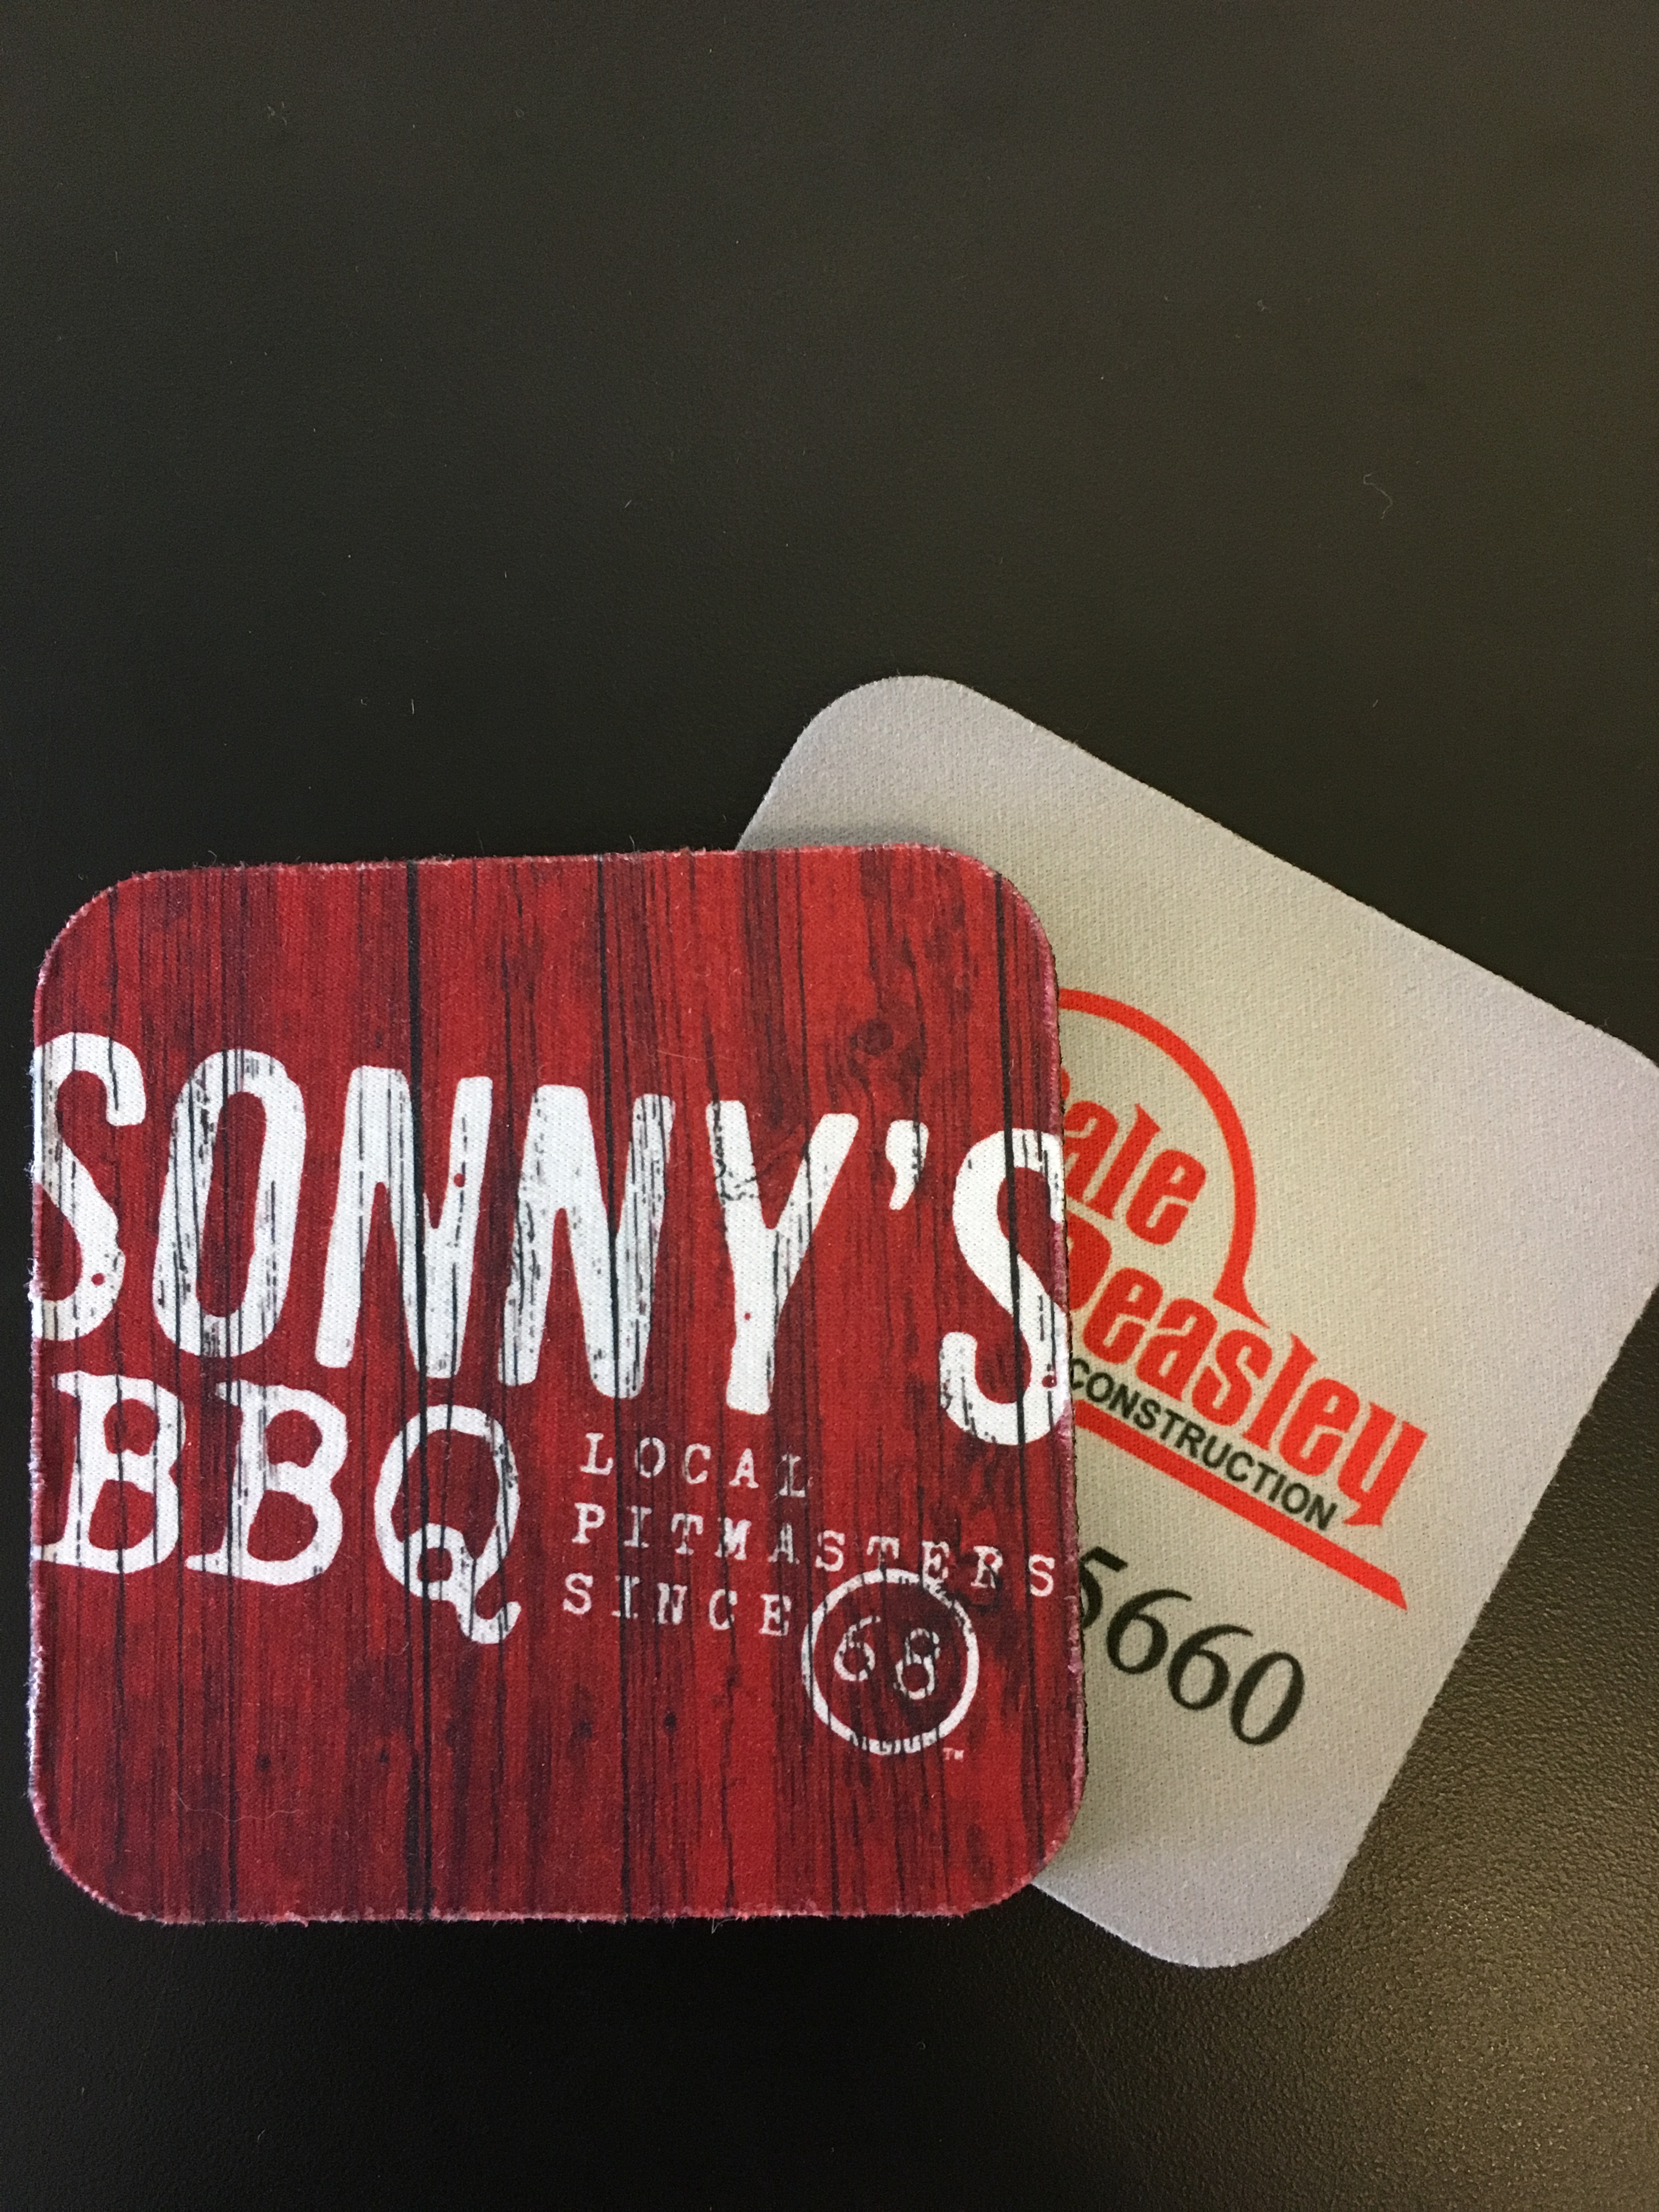 SONNY'S
BBQ
LOCAL
PITMASTERS
SINCE 68
TM
easley
CONSTRUCTION
5660